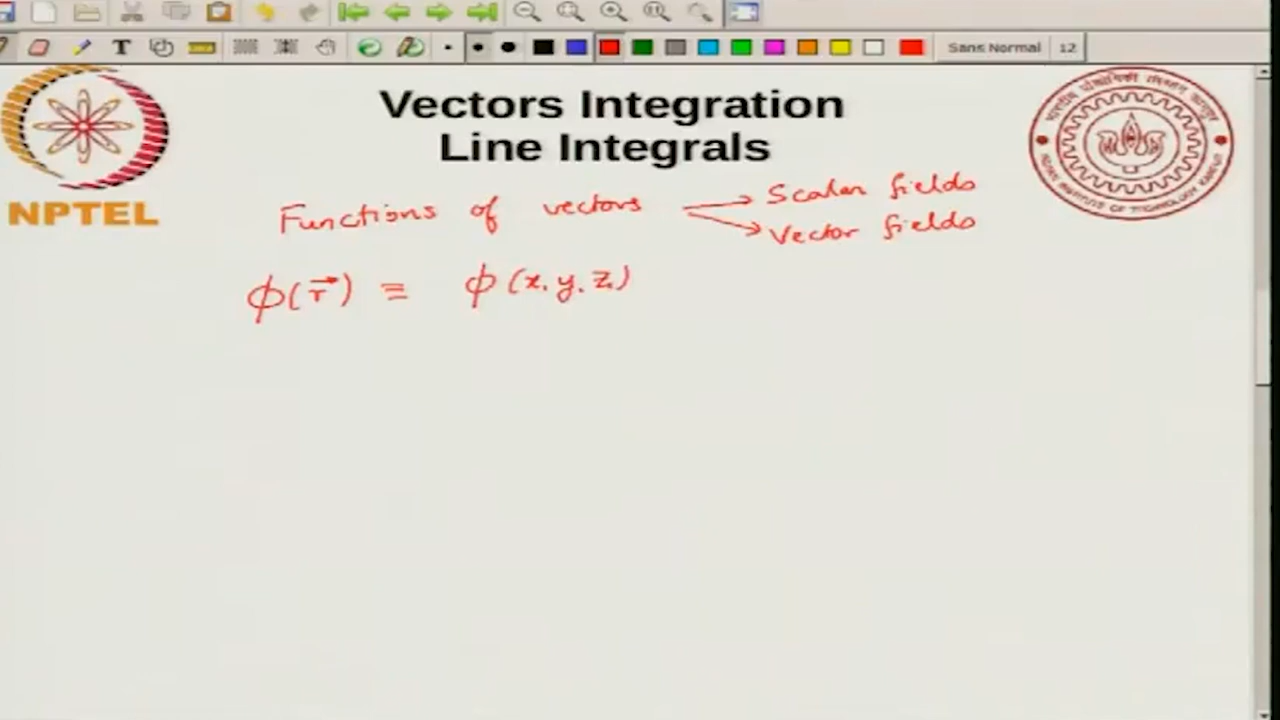 T Sans Normal 12
Vectors Integration
Line Integrals
NPTEL
Functions of vectors → Scalar fields
→ Vector fields
ϕ(r⃗) ≡ ϕ(x, y, z)